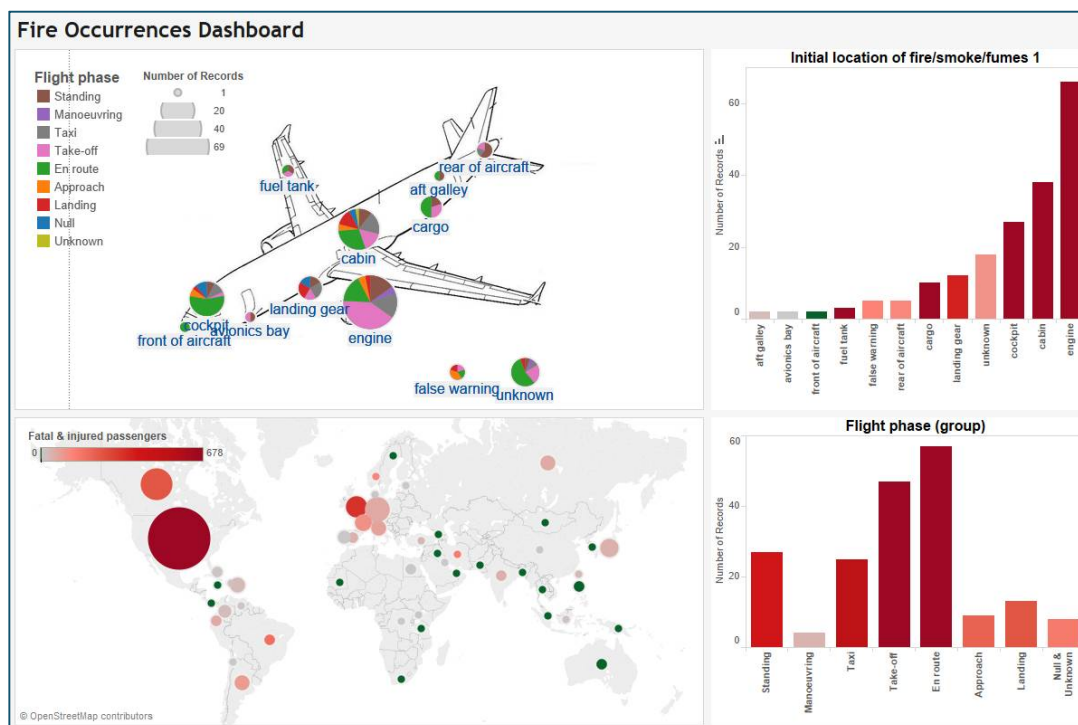 Fire Occurrences Dashboard
Flight phase
Standing
Manoeuvring
Taxi
Take-off
En route
Approach
Landing
Null
Unknown
Number of Records
1
20
40
69
fuel tank
rear of aircraft
aft galley
cargo
cabin
landing gear
cockpit
avionics bay
front of aircraft
engine
false warning
unknown
Initial location of fire/smoke/fumes 1
Number of Records
60
40
20
0
aft galley
avionics bay
front of aircraft
fuel tank
false warning
rear of aircraft
cargo
landing gear
unknown
cockpit
cabin
engine
Fatal & injured passengers
0
678
© OpenStreetMap contributors
Flight phase (group)
Number of Records
60
40
20
0
Standing
Manoeuvring
Taxi
Take-off
En route
Approach
Landing
Null &
Unknown